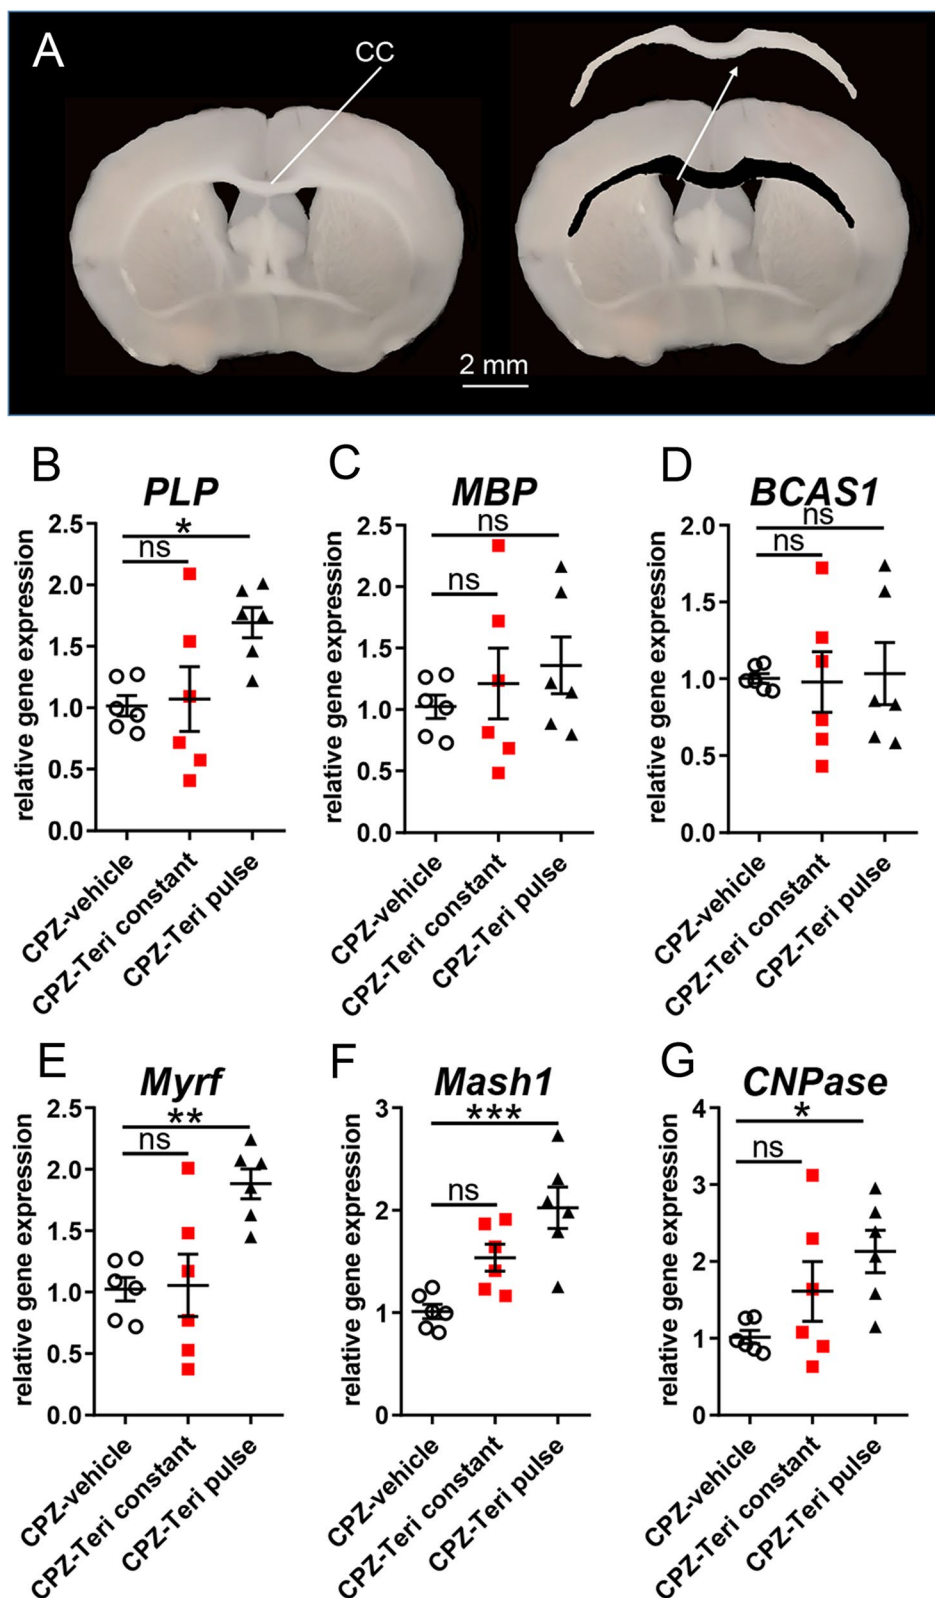 A
CC
2 mm
B
PLP
relative gene expression
2.5
2.0
1.5
1.0
0.5
0.0
*
ns
CPZ-vehicle
CPZ-Teri constant
CPZ-Teri pulse
C
MBP
relative gene expression
2.5
2.0
1.5
1.0
0.5
0.0
ns
ns
CPZ-vehicle
CPZ-Teri constant
CPZ-Teri pulse
D
BCAS1
relative gene expression
2.0
1.5
1.0
0.5
0.0
ns
ns
CPZ-vehicle
CPZ-Teri constant
CPZ-Teri pulse
E
Myrf
relative gene expression
2.5
2.0
1.5
1.0
0.5
0.0
**
ns
CPZ-vehicle
CPZ-Teri constant
CPZ-Teri pulse
F
Mash1
relative gene expression
3
2
1
0
***
ns
CPZ-vehicle
CPZ-Teri constant
CPZ-Teri pulse
G
CNPase
relative gene expression
4
3
2
1
0
*
ns
CPZ-vehicle
CPZ-Teri constant
CPZ-Teri pulse